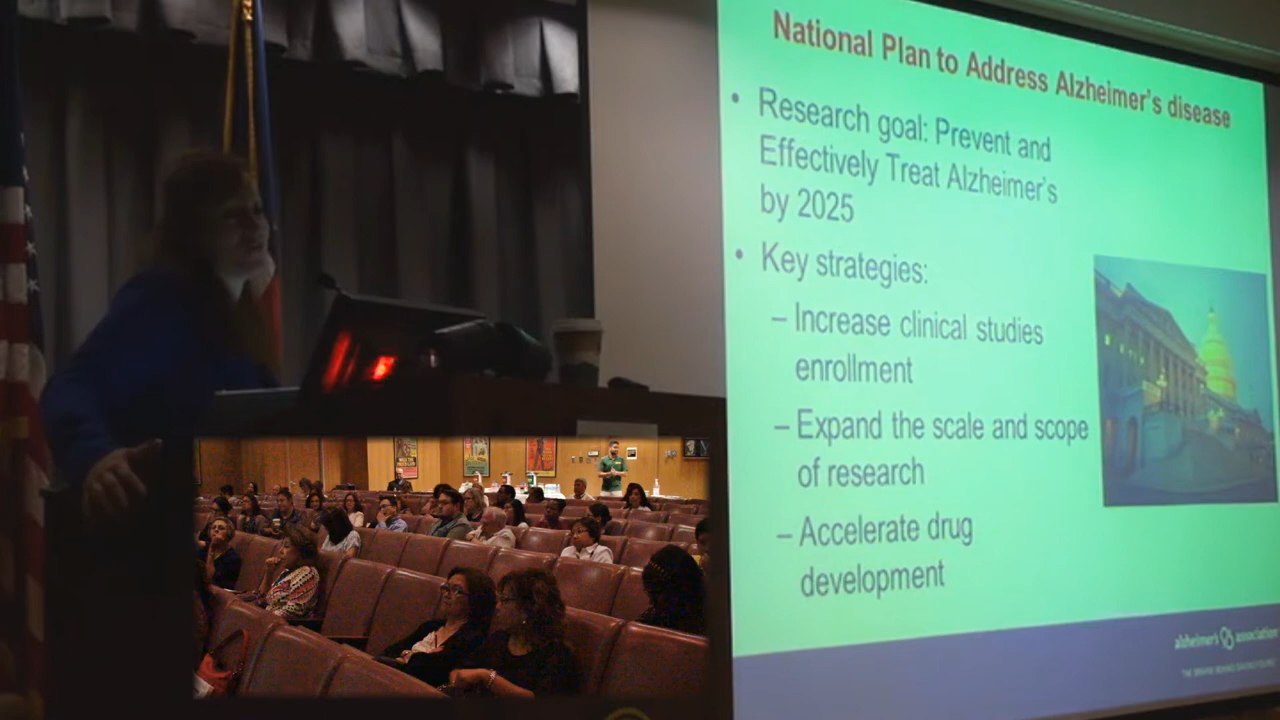 National Plan to Address Alzheimer's disease
• Research goal: Prevent and
Effectively Treat Alzheimer's
by 2025
• Key strategies:
– Increase clinical studies
enrollment
– Expand the scale and scope
of research
– Accelerate drug
development
alzheimer's association